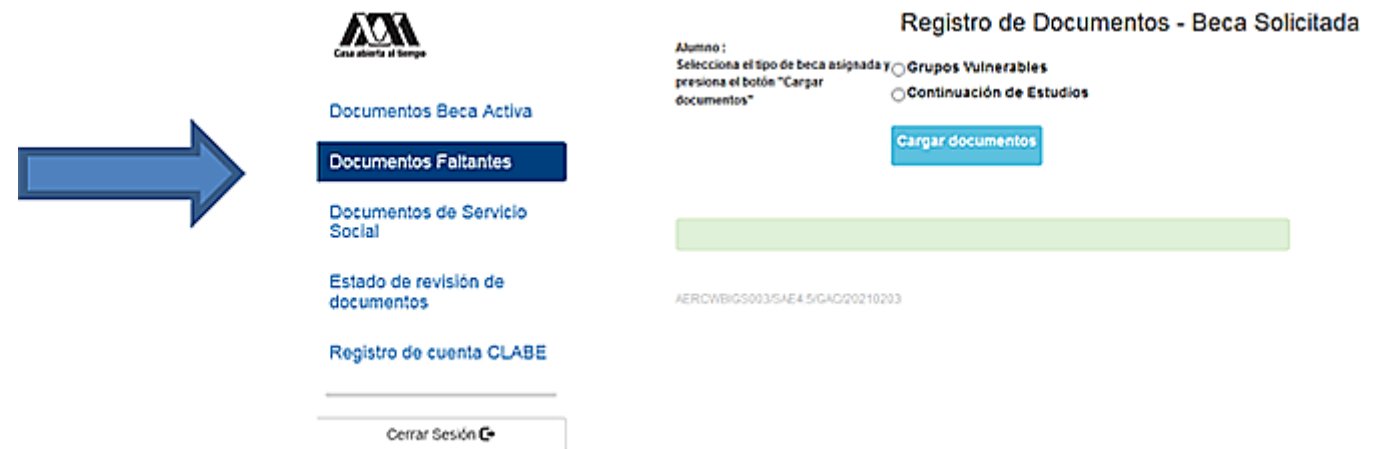 Casa abierta al tiempo
Documentos Beca Activa
Documentos Faltantes
Documentos de Servicio
Social
Estado de revisión de
documentos
Registro de cuenta CLABE
Cerrar Sesión
Registro de Documentos - Beca Solicitada
Alumno :
Selecciona el tipo de beca asignada y
presiona el botón "Cargar
documentos"
Grupos Vulnerables
Continuación de Estudios
Cargar documentos
AERCWBIGS003/SAE4.5/GAC/20210203